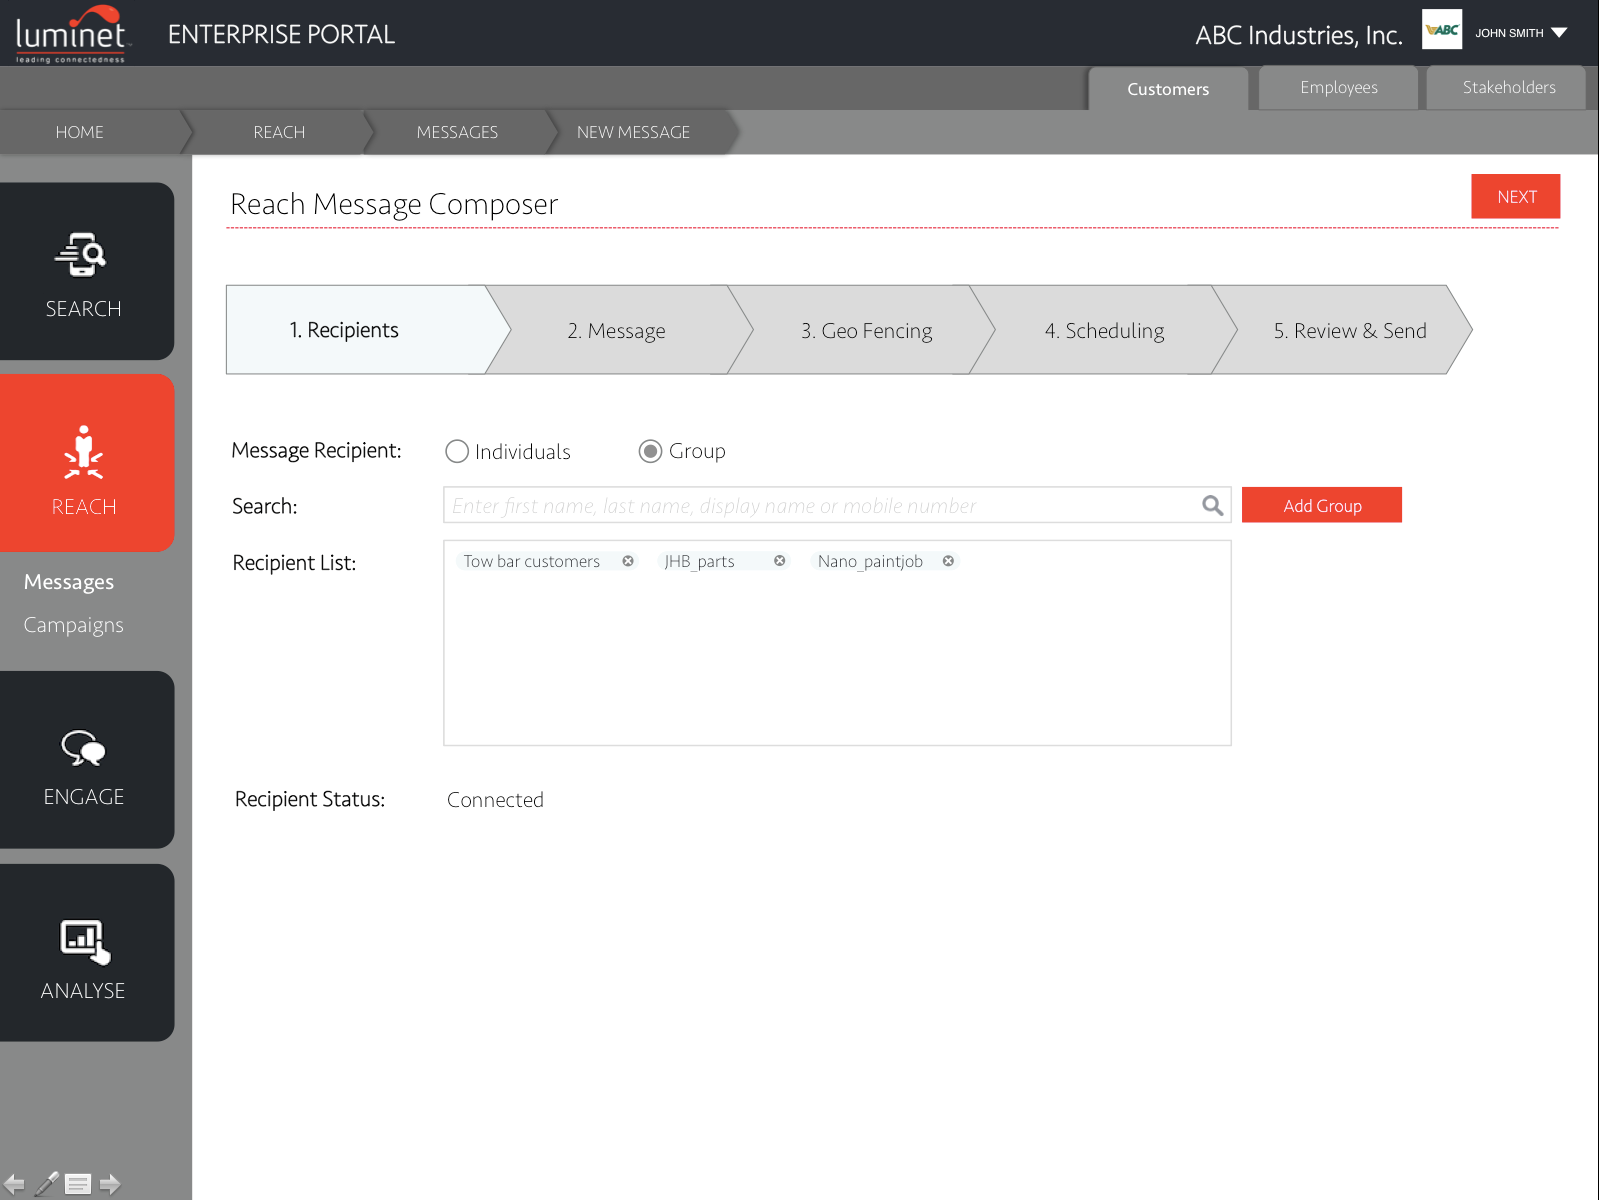 luminet
leading connectedness
ENTERPRISE PORTAL
ABC Industries, Inc.
ABC
JOHN SMITH
Customers
Employees
Stakeholders
HOME
REACH
MESSAGES
NEW MESSAGE
Reach Message Composer
NEXT
SEARCH
REACH
Messages
Campaigns
ENGAGE
ANALYSE
1. Recipients
2. Message
3. Geo Fencing
4. Scheduling
5. Review & Send
Message Recipient:
Individuals
Group
Search:
Enter first name, last name, display name or mobile number
Add Group
Recipient List:
Tow bar customers
JHB_parts
Nano_paintjob
Recipient Status:
Connected